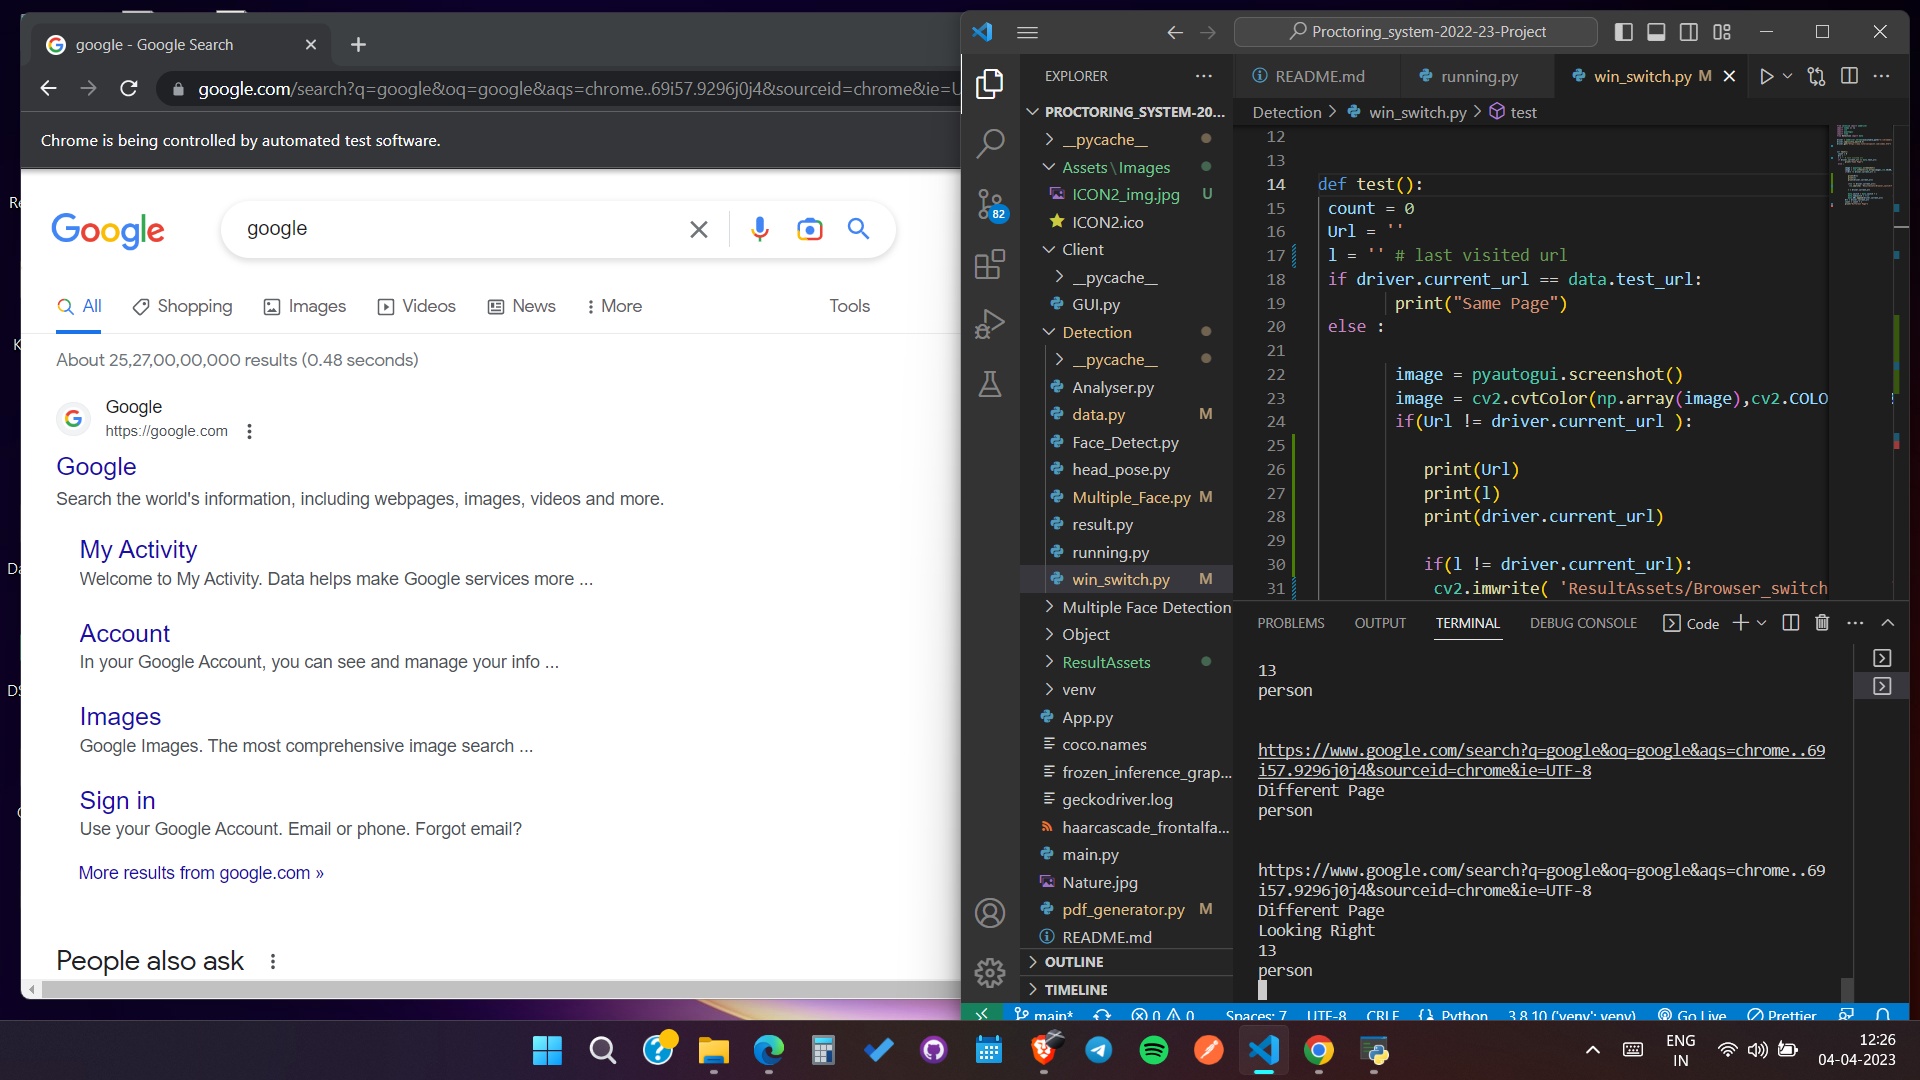 google - Google Search
google.com/search?q=google&oq=google&aqs=chrome..69i57.9296j0j4&sourceid=chrome&ie=U
Chrome is being controlled by automated test software.
Google
google
All
Shopping
Images
Videos
News
More
Tools
About 25,27,00,00,000 results (0.48 seconds)
Google
https://google.com
Google
Search the world's information, including webpages, images, videos and more.
My Activity
Welcome to My Activity. Data helps make Google services more ...
Account
In your Google Account, you can see and manage your info ...
Images
Google Images. The most comprehensive image search ...
Sign in
Use your Google Account. Email or phone. Forgot email?
More results from google.com »
People also ask
Proctoring_system-2022-23-Project
82
EXPLORER
PROCTORING_SYSTEM-20...
__pycache__
Assets\Images
ICON2_img.jpg U
ICON2.ico
Client
__pycache__
GUI.py
Detection
__pycache__
Analyser.py
data.py M
Face_Detect.py
head_pose.py
Multiple_Face.py M
result.py
running.py
win_switch.py M
Multiple Face Detection
Object
ResultAssets
venv
App.py
coco.names
frozen_inference_grap...
geckodriver.log
haarcascade_frontalfa...
main.py
Nature.jpg
pdf_generator.py M
README.md
OUTLINE
TIMELINE
README.md
running.py
win_switch.py M
Detection > win_switch.py > test
12
13
14 def test():
15 count = 0
16 Url = ''
17 l = '' # last visited url
18 if driver.current_url == data.test_url:
19 print("Same Page")
20 else :
21
22 image = pyautogui.screenshot()
23 image = cv2.cvtColor(np.array(image),cv2.COLO
24 if(Url != driver.current_url ):
25
26 print(Url)
27 print(l)
28 print(driver.current_url)
29
30 if(l != driver.current_url):
31 cv2.imwrite( 'ResultAssets/Browser_switch
PROBLEMS
OUTPUT
TERMINAL
DEBUG CONSOLE
Code
13
person
https://www.google.com/search?q=google&oq=google&aqs=chrome..69
i57.9296j0j4&sourceid=chrome&ie=UTF-8
Different Page
person
https://www.google.com/search?q=google&oq=google&aqs=chrome..69
i57.9296j0j4&sourceid=chrome&ie=UTF-8
Different Page
Looking Right
13
person
main*
0 0
Spaces: 7
UTF-8
CRLF
Python
3.8.10 ('venv': venv)
Go Live
Prettier
ENG
IN
12:26
04-04-2023